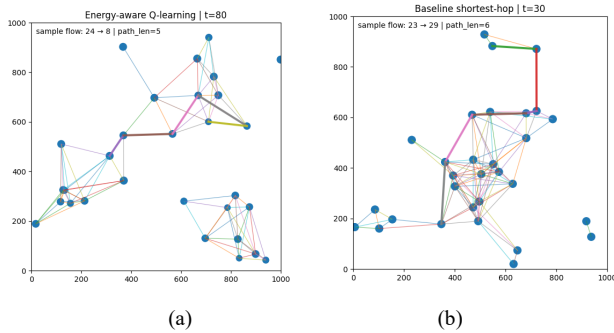 Energy-aware Q-learning | t=80
sample flow: 24 → 8 | path_len=5
1000
800
600
400
200
0
0 200 400 600 800 1000
(a)
Baseline shortest-hop | t=30
sample flow: 23 → 29 | path_len=6
1000
800
600
400
200
0
0 200 400 600 800 1000
(b)